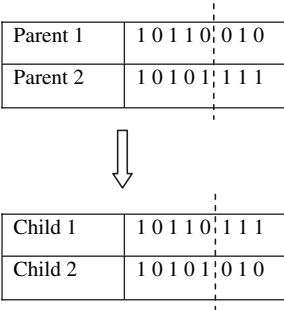 Parent 1 1 0 1 1 0 0 1 0
Parent 2 1 0 1 0 1 1 1 1
Child 1 1 0 1 1 0 1 1 1
Child 2 1 0 1 0 1 0 1 0